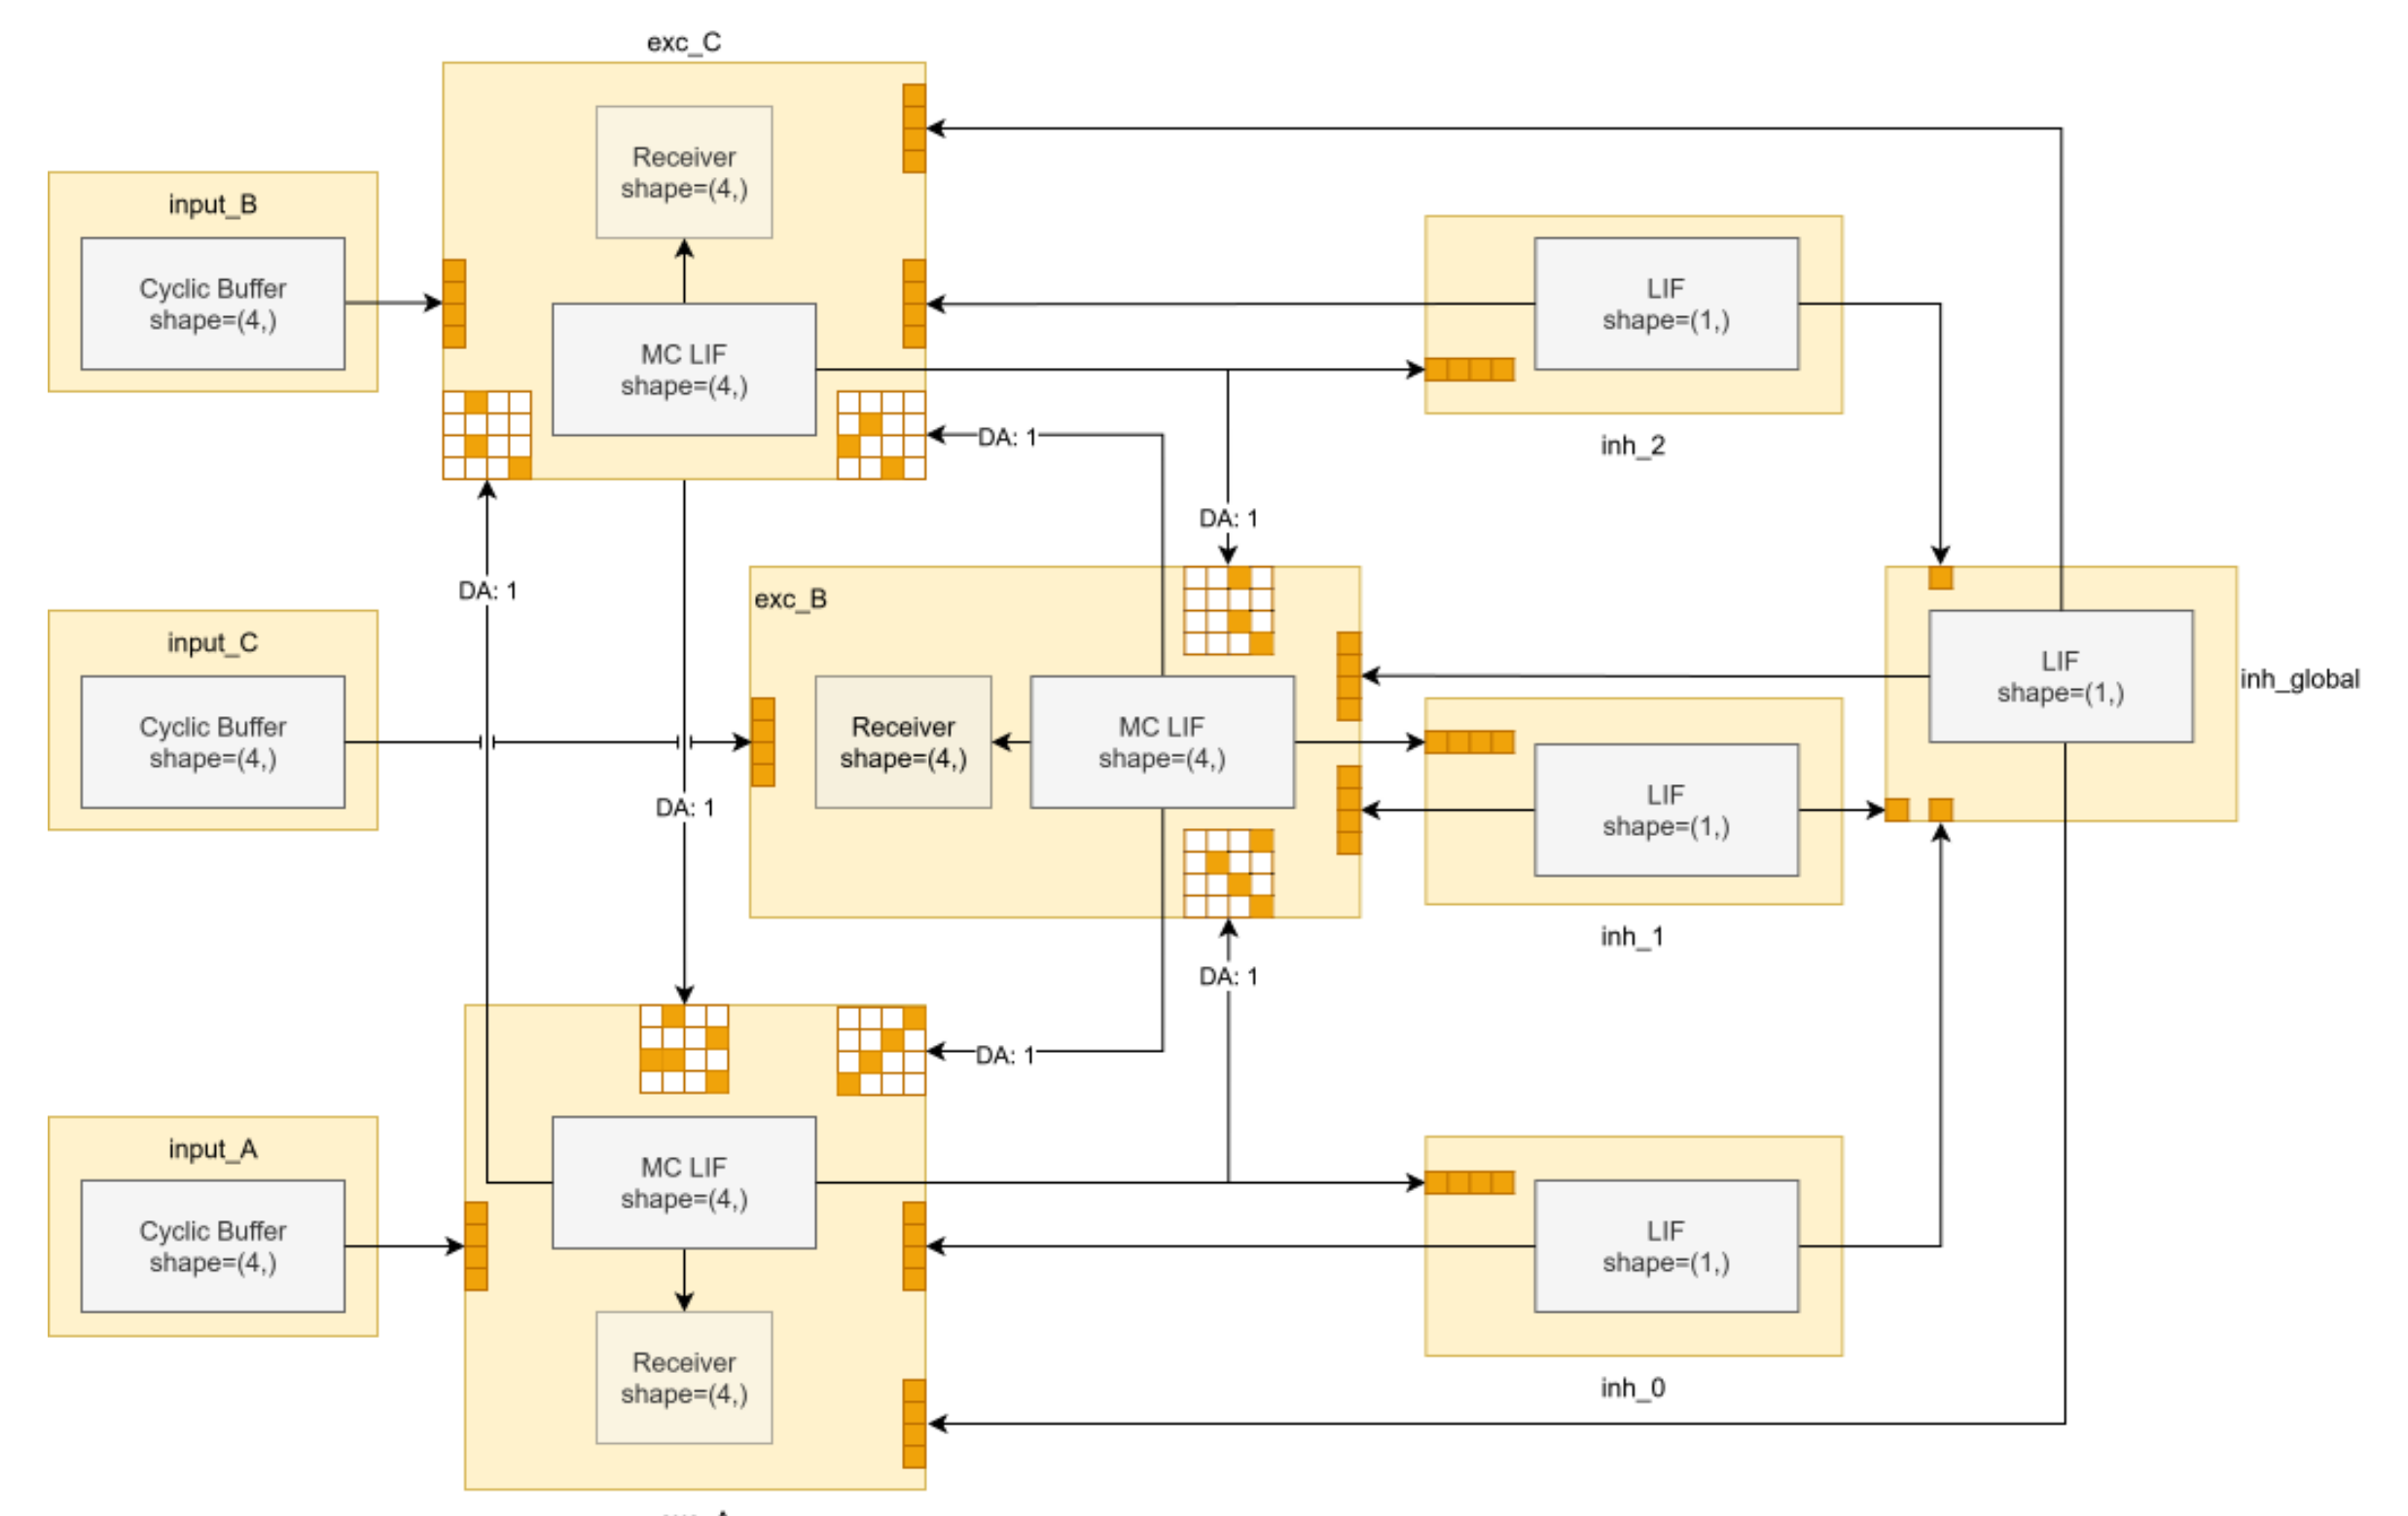 exc_C
Receiver
shape=(4,)
input_B
Cyclic Buffer
shape=(4,)
MC LIF
shape=(4,)
LIF
shape=(1,)
DA: 1
inh_2
DA: 1
DA: 1
exc_B
input_C
Cyclic Buffer
shape=(4,)
Receiver
shape=(4,)
MC LIF
shape=(4,)
LIF
shape=(1,)
inh_global
DA: 1
LIF
shape=(1,)
inh_1
DA: 1
DA: 1
input_A
Cyclic Buffer
shape=(4,)
MC LIF
shape=(4,)
LIF
shape=(1,)
Receiver
shape=(4,)
inh_0